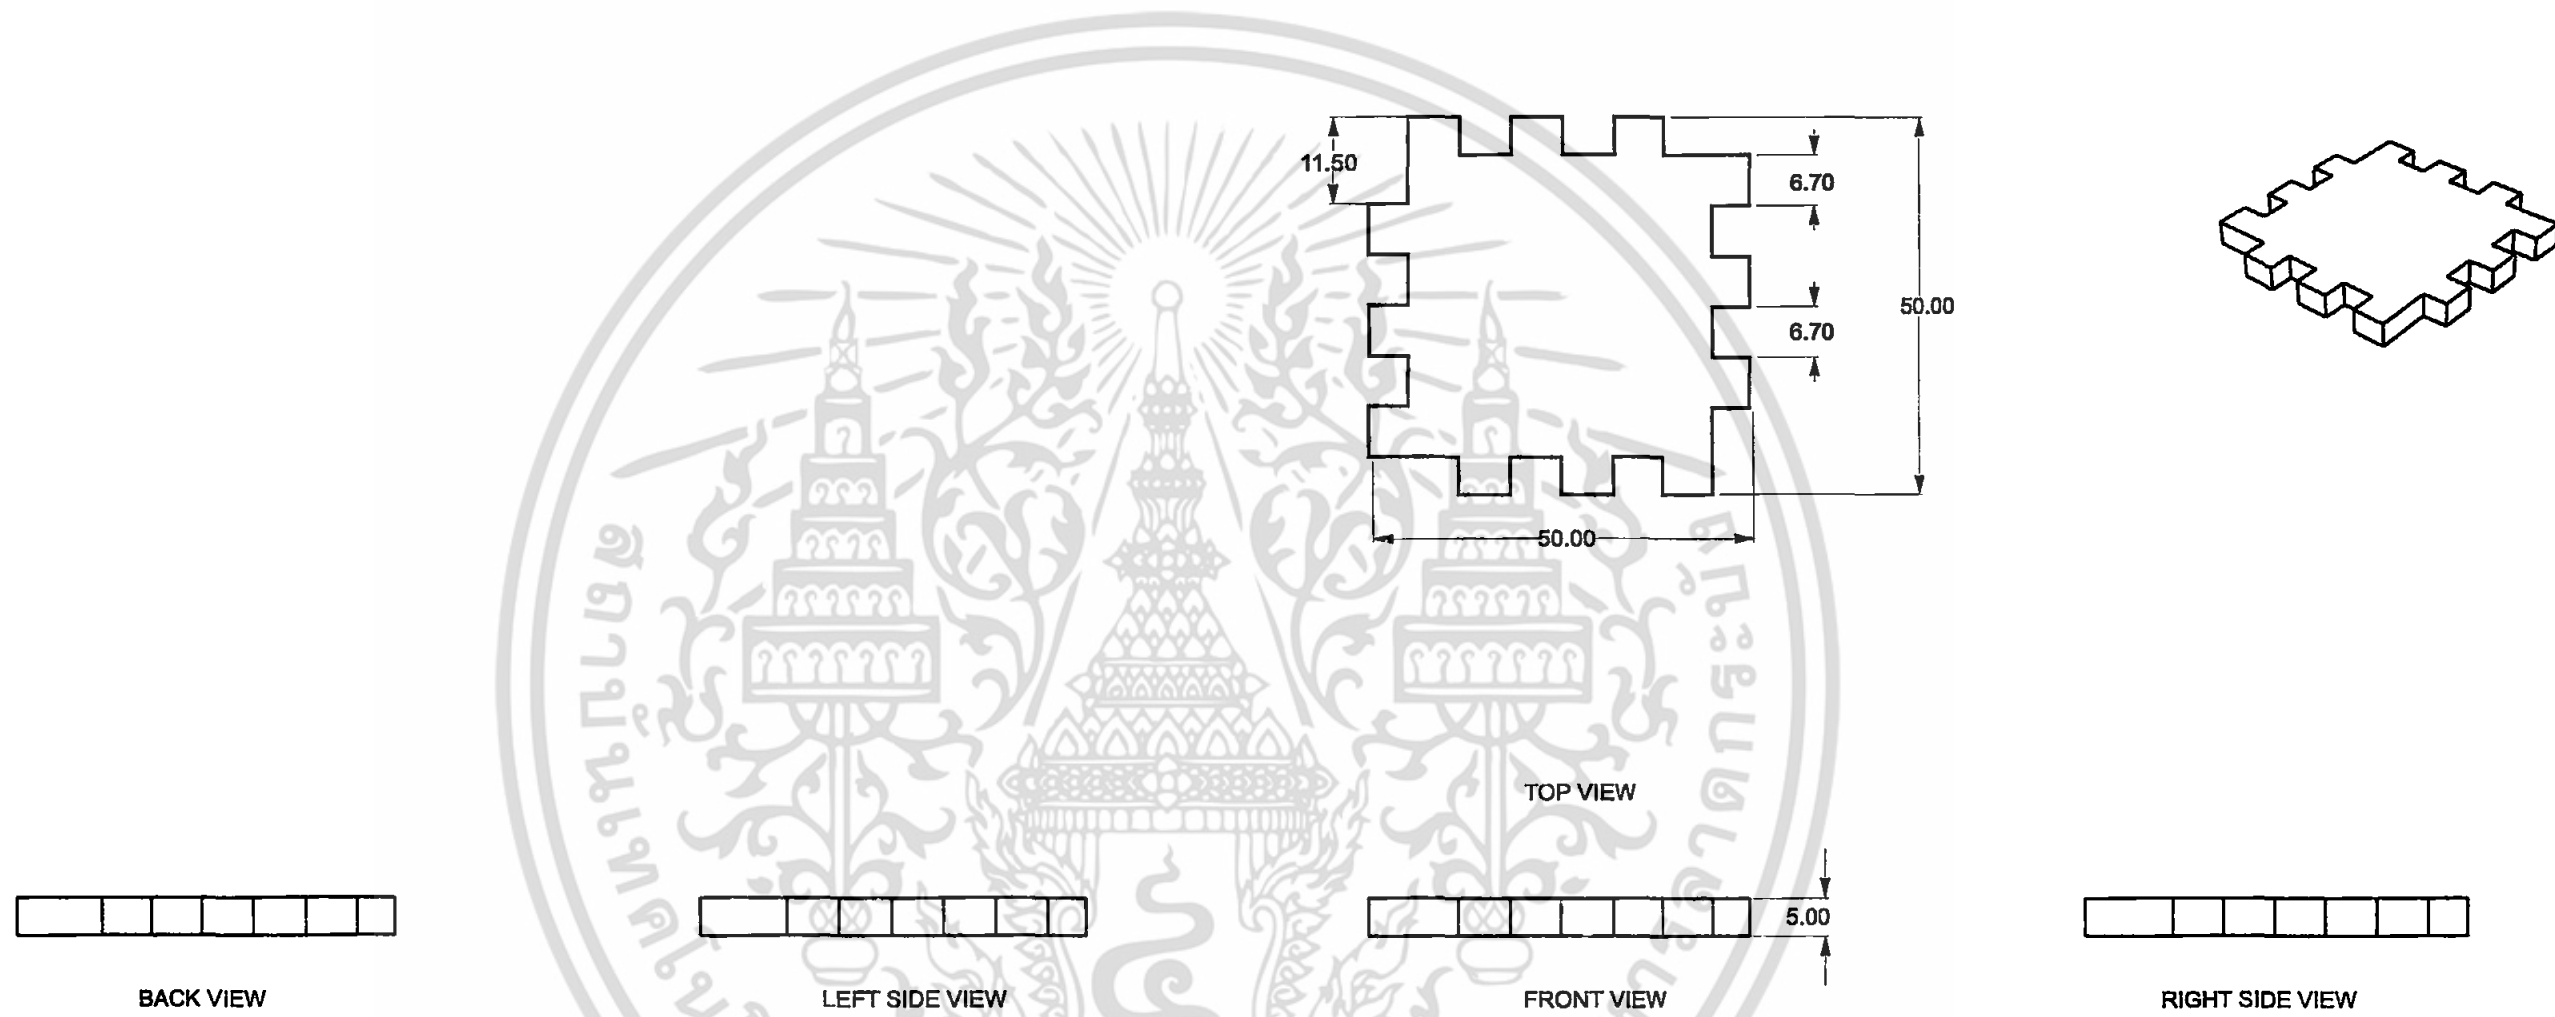 11.50
6.70
50.00
6.70
50.00
TOP VIEW
5.00
BACK VIEW
LEFT SIDE VIEW
FRONT VIEW
RIGHT SIDE VIEW